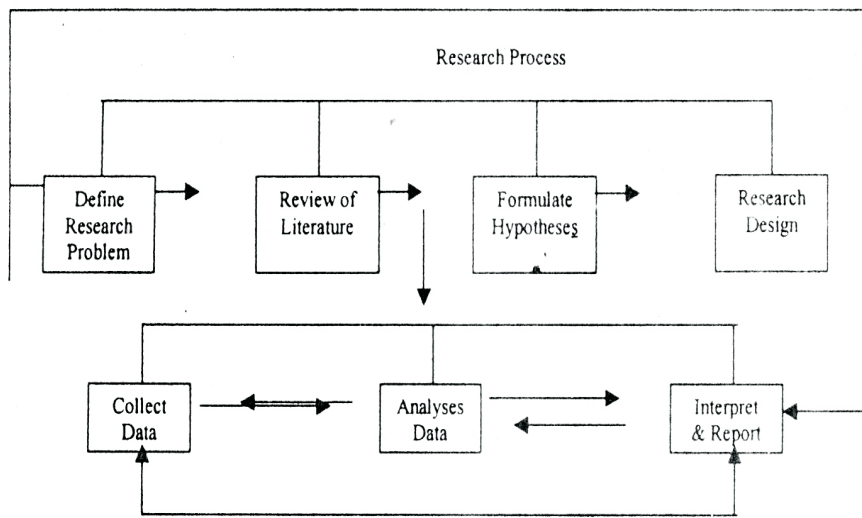 Research Process
Define
Research
Problem
Review of
Literature
Formulate
Hypotheses
Research
Design
Collect
Data
Analyses
Data
Interpret
& Report